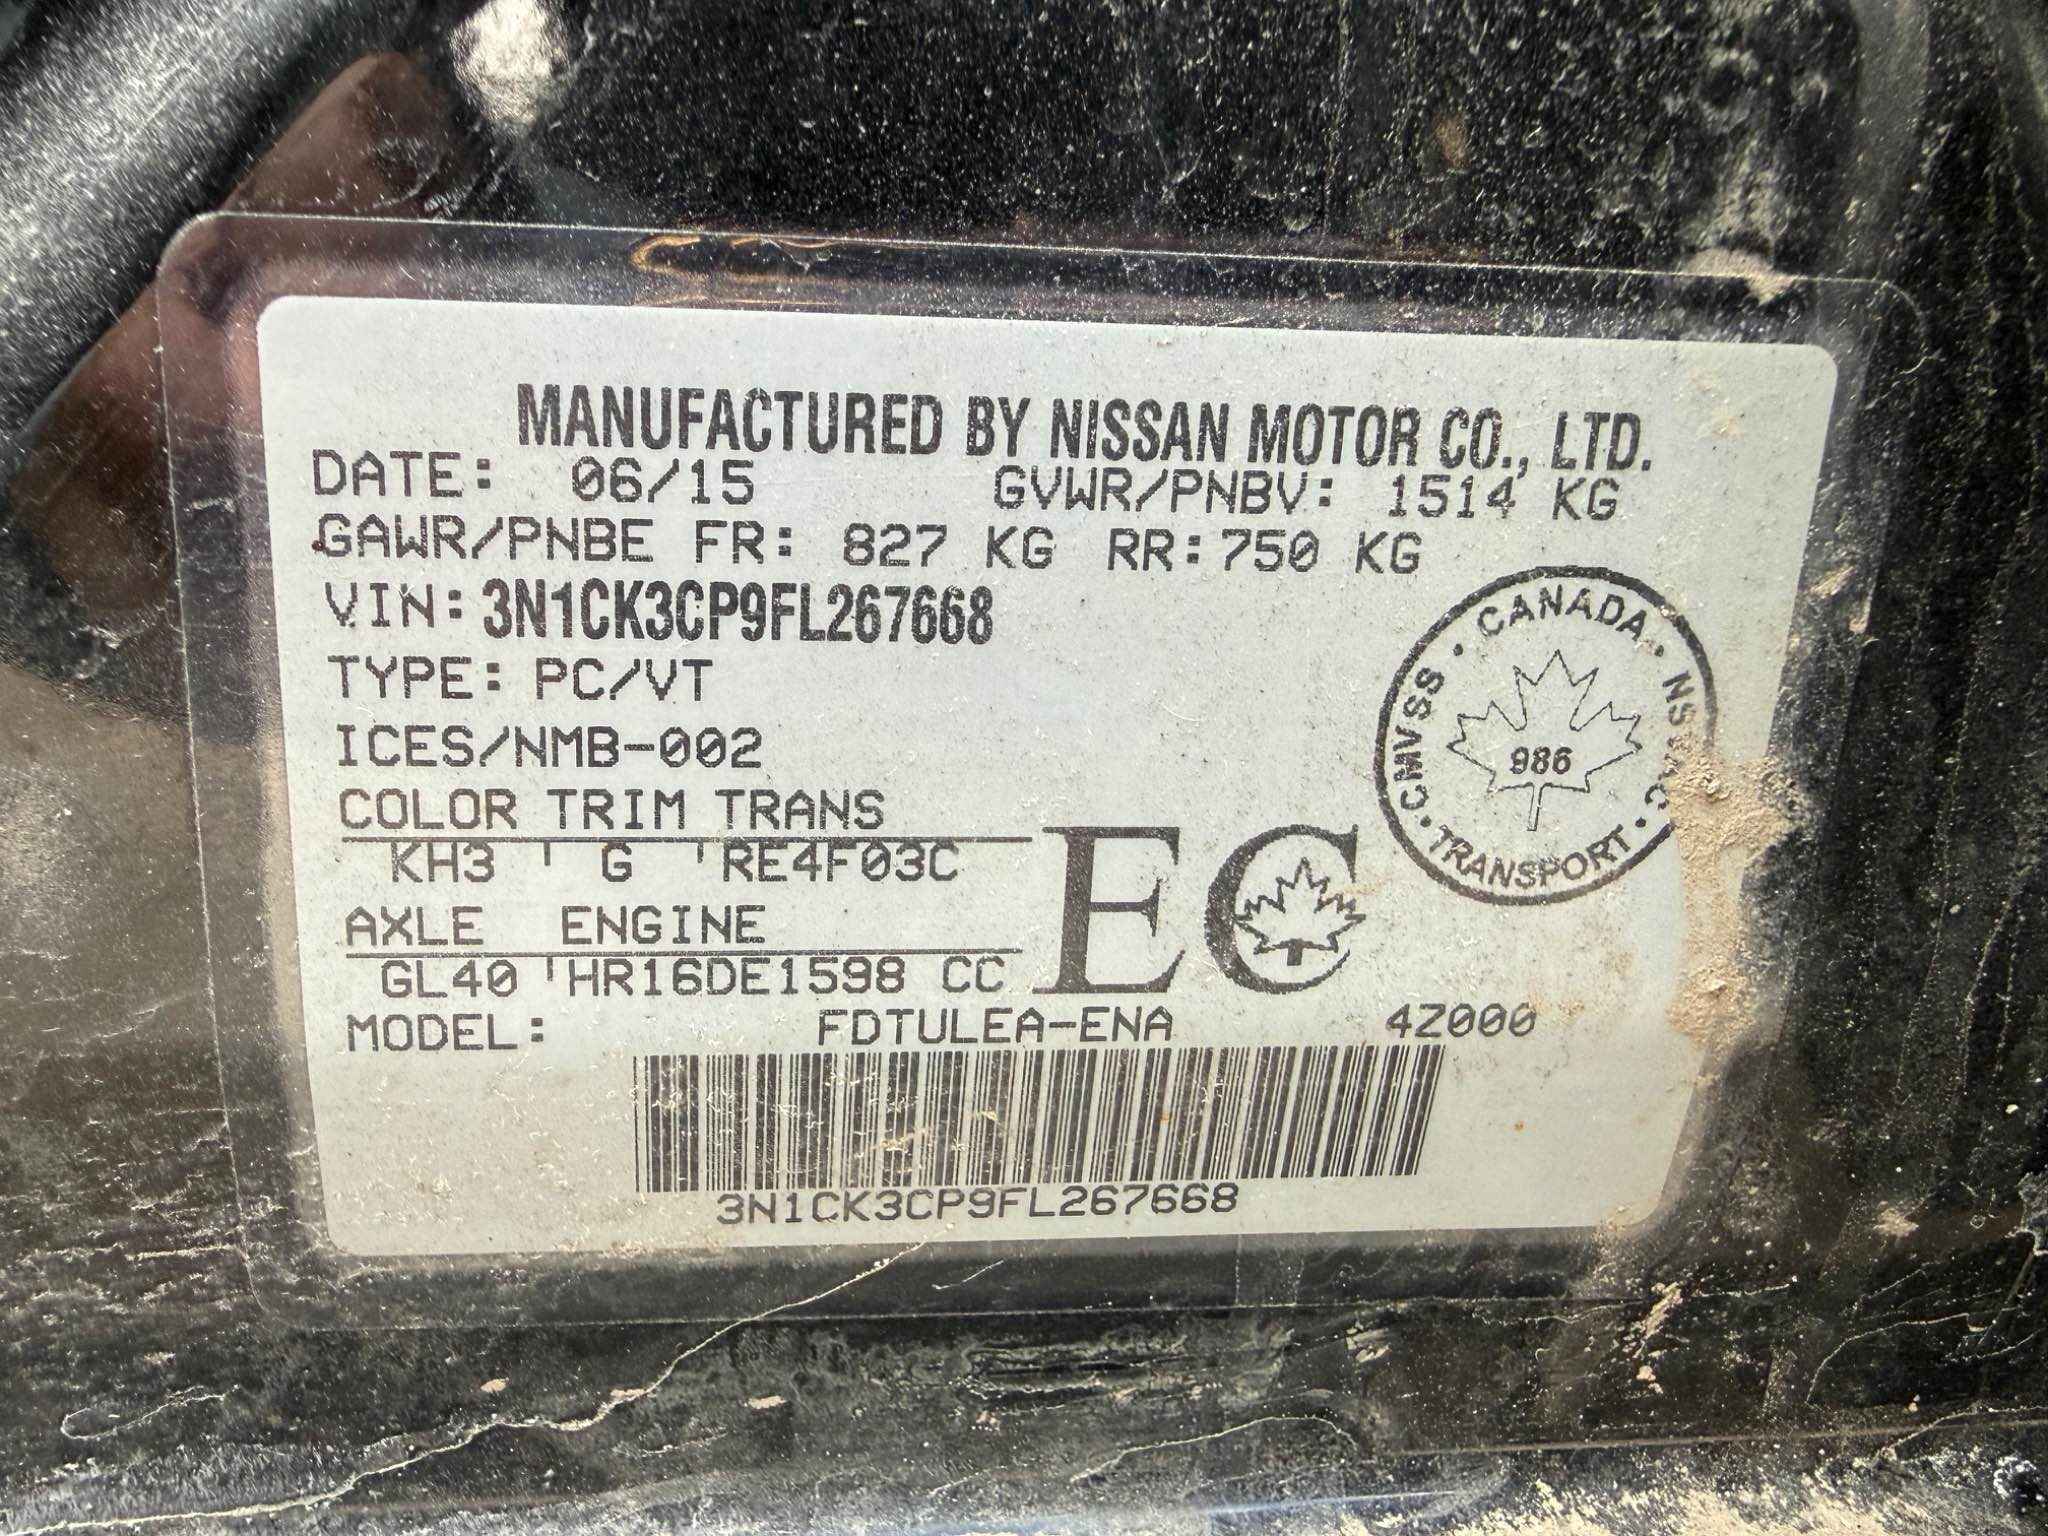 MANUFACTURED BY NISSAN MOTOR CO., LTD.
DATE: 06/15 GVWR/PNBV: 1514 KG
GAWR/PNBE FR: 827 KG RR:750 KG
VIN: 3N1CK3CP9FL267668
TYPE: PC/VT
ICES/NMB-002
COLOR TRIM TRANS
KH3 ' G 'RE4F03C
AXLE ENGINE
GL40 'HR16DE1598 CC
EC
CANADA
CMVSS
986
TRANSPORT
MODEL: FDTULEA-ENA 4Z000
3N1CK3CP9FL267668